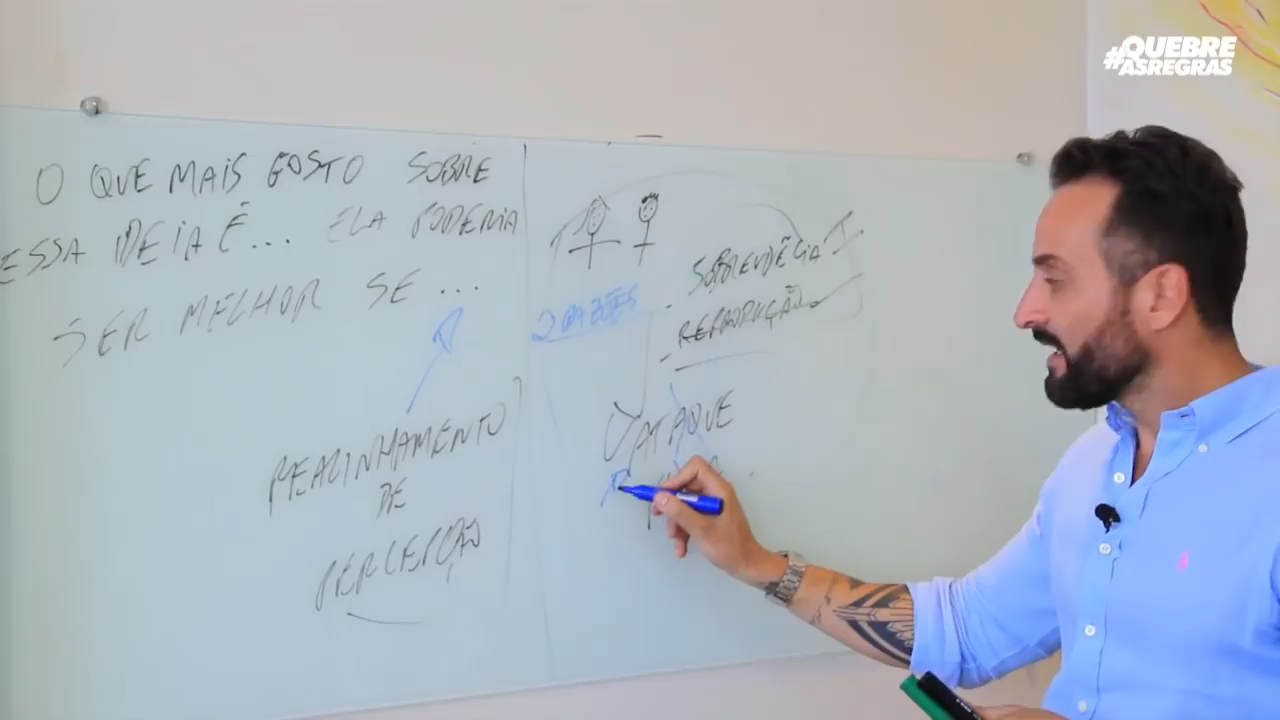 #QUEBRE
ASREGRAS
O QUE MAIS GOSTO SOBRE
ESSA IDEIA É... ELA PODERIA
SER MELHOR SE ...
REALINHAMENTO
DE
PERCEPÇÃO
2 RAZÕES
- SOBREVIVÊNCIA
- REPRODUÇÃO
ATAQUE